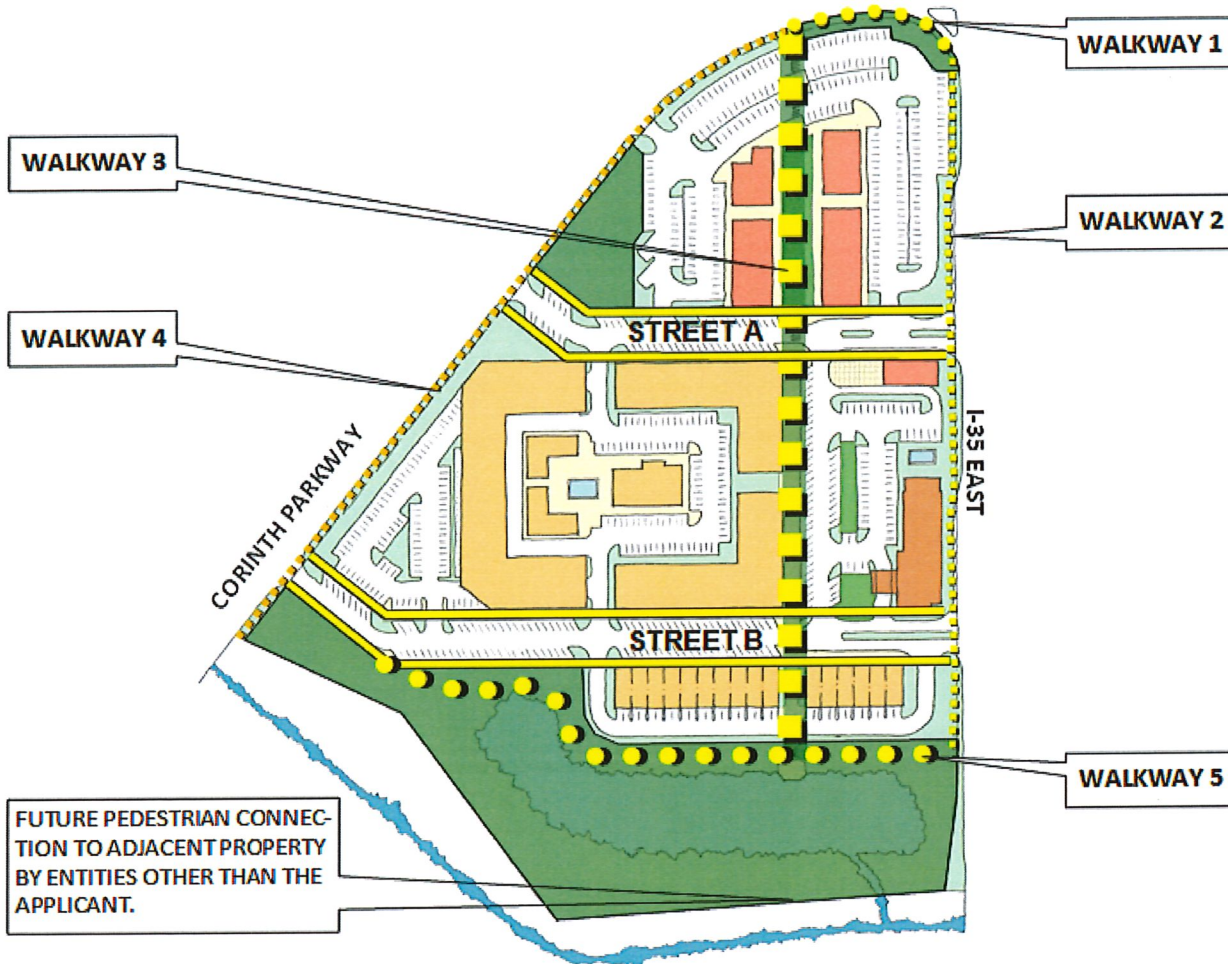 WALKWAY 1
WALKWAY 3
WALKWAY 2
WALKWAY 4
STREET A
I-35 EAST
CORINTH PARKWAY
STREET B
WALKWAY 5
FUTURE PEDESTRIAN CONNEC-
TION TO ADJACENT PROPERTY
BY ENTITIES OTHER THAN THE
APPLICANT.